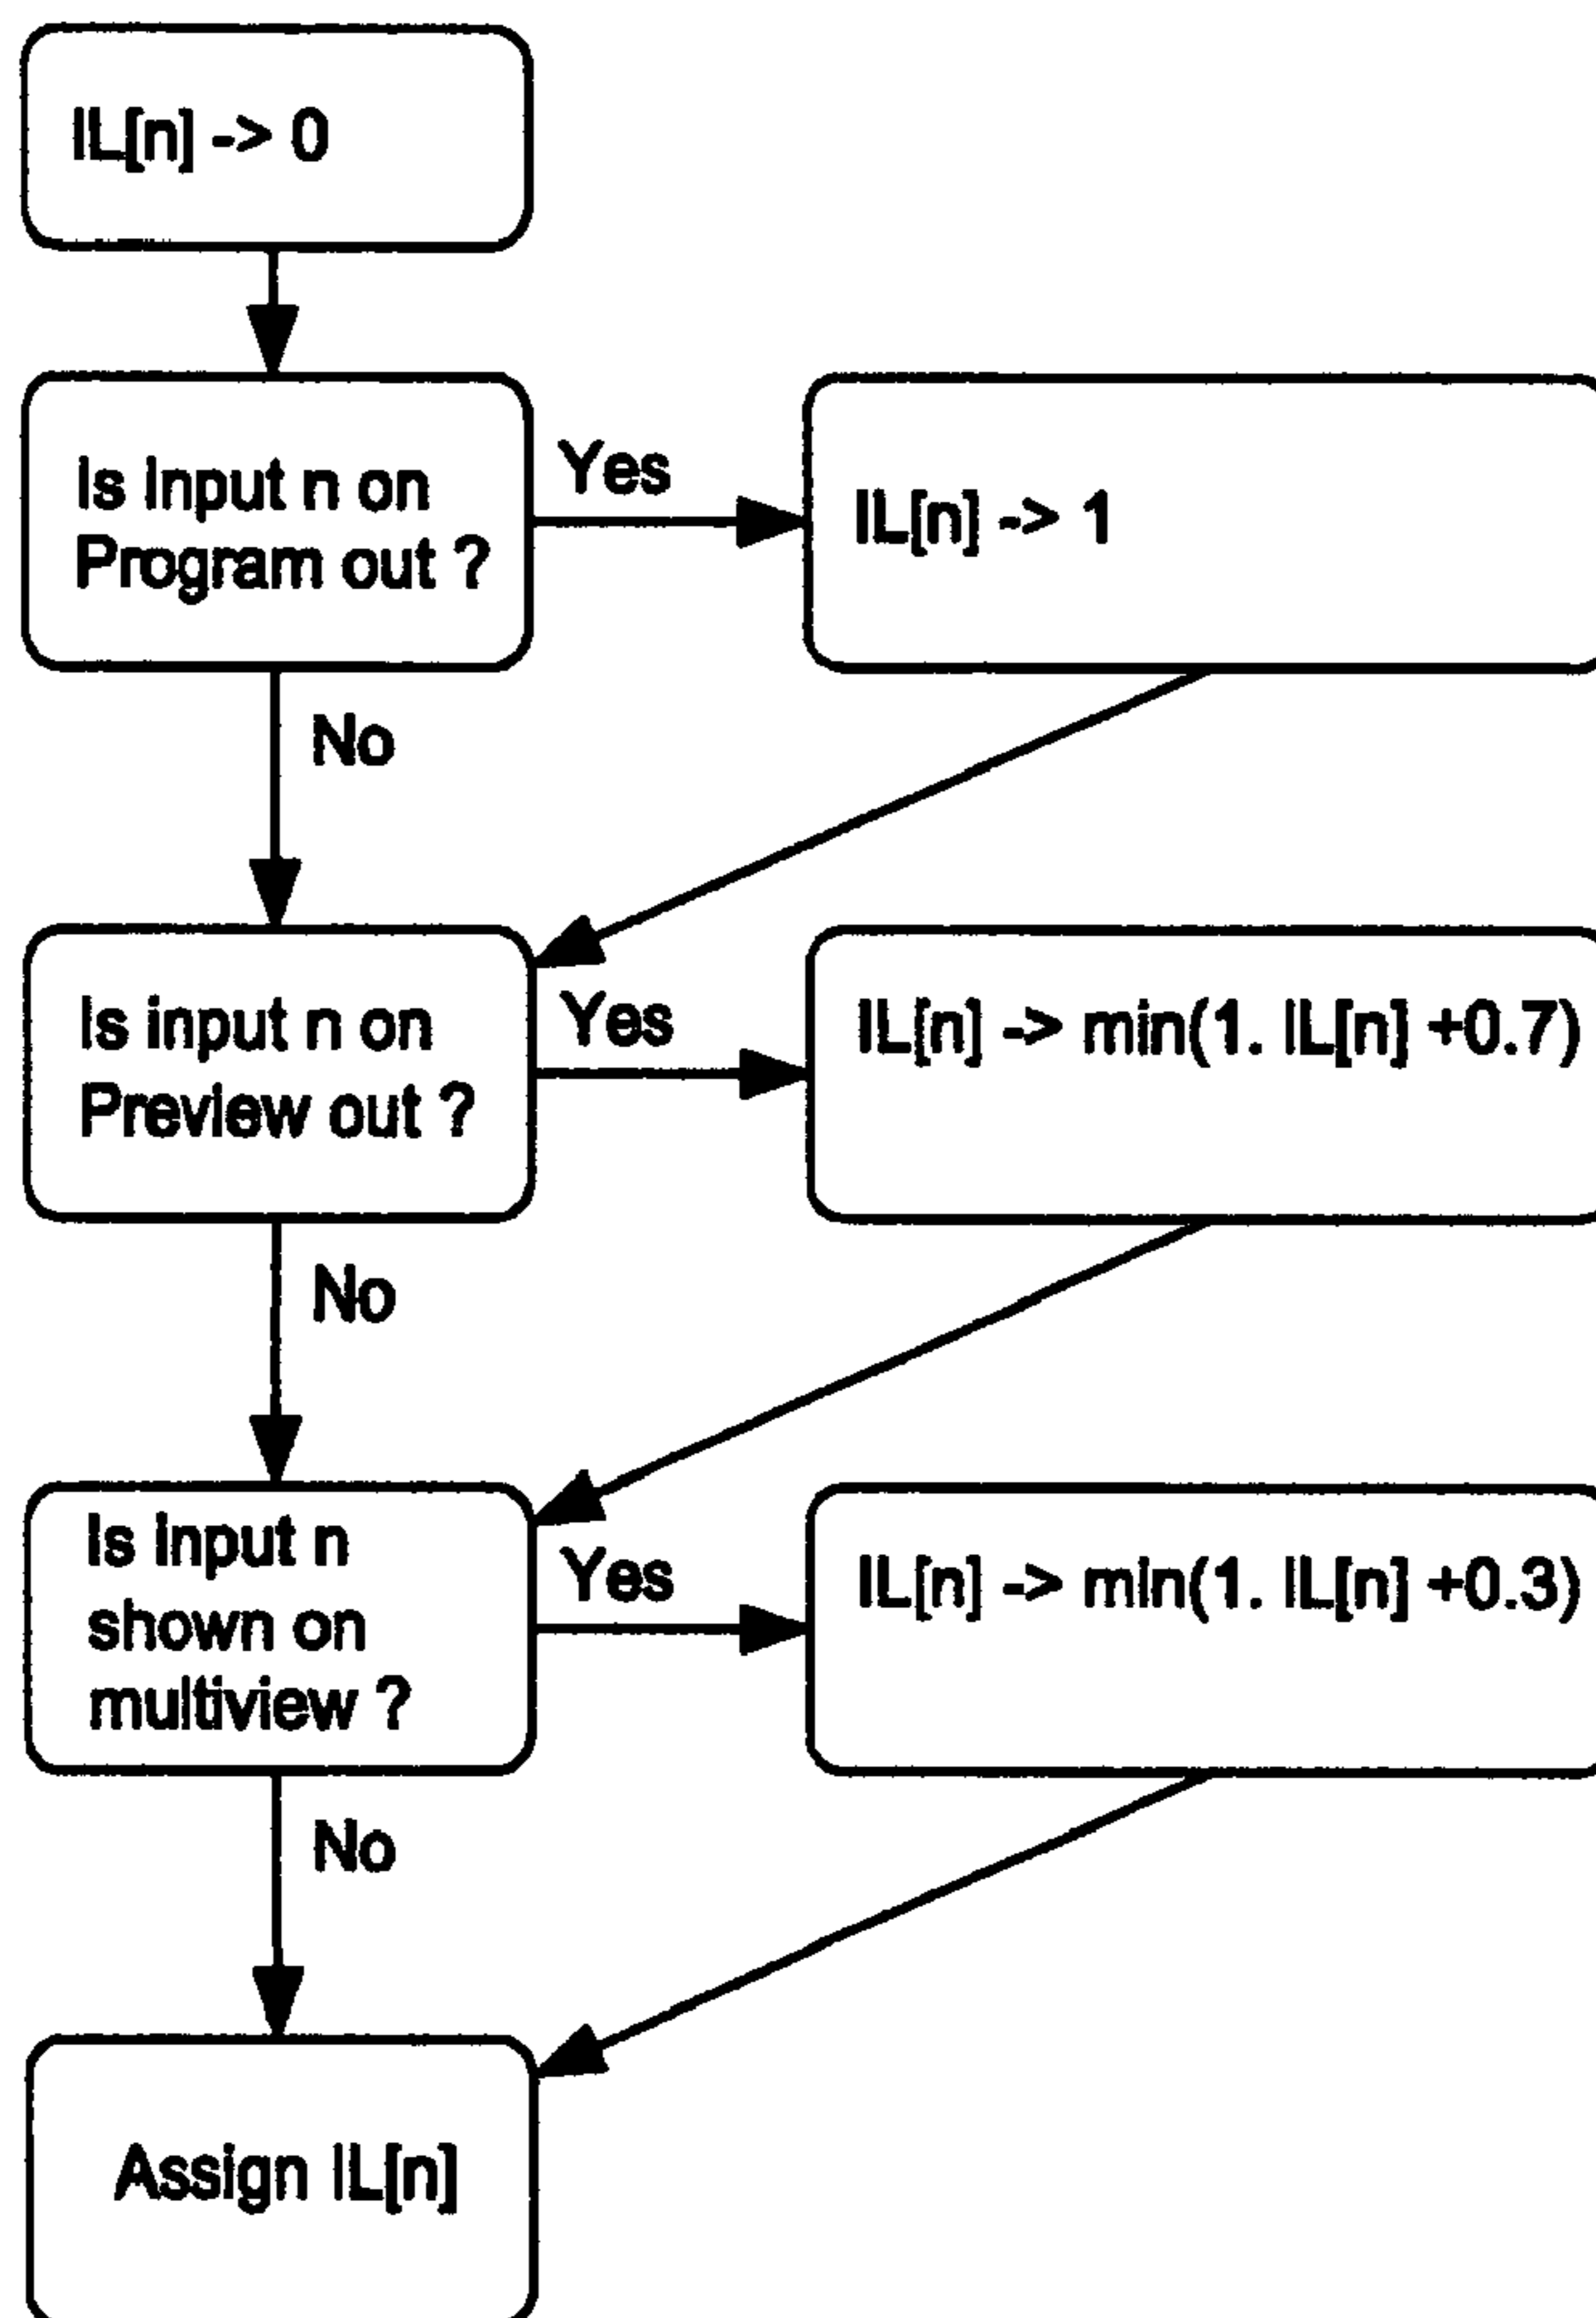 IL[n] -> 0
Is input n on
Program out ?
Yes
IL[n] -> 1
No
Is input n on
Preview out ?
Yes
IL[n] -> min(1. IL[n] +0.7)
No
Is input n
shown on
multiview ?
Yes
IL[n] -> min(1. IL[n] +0.3)
No
Assign IL[n]